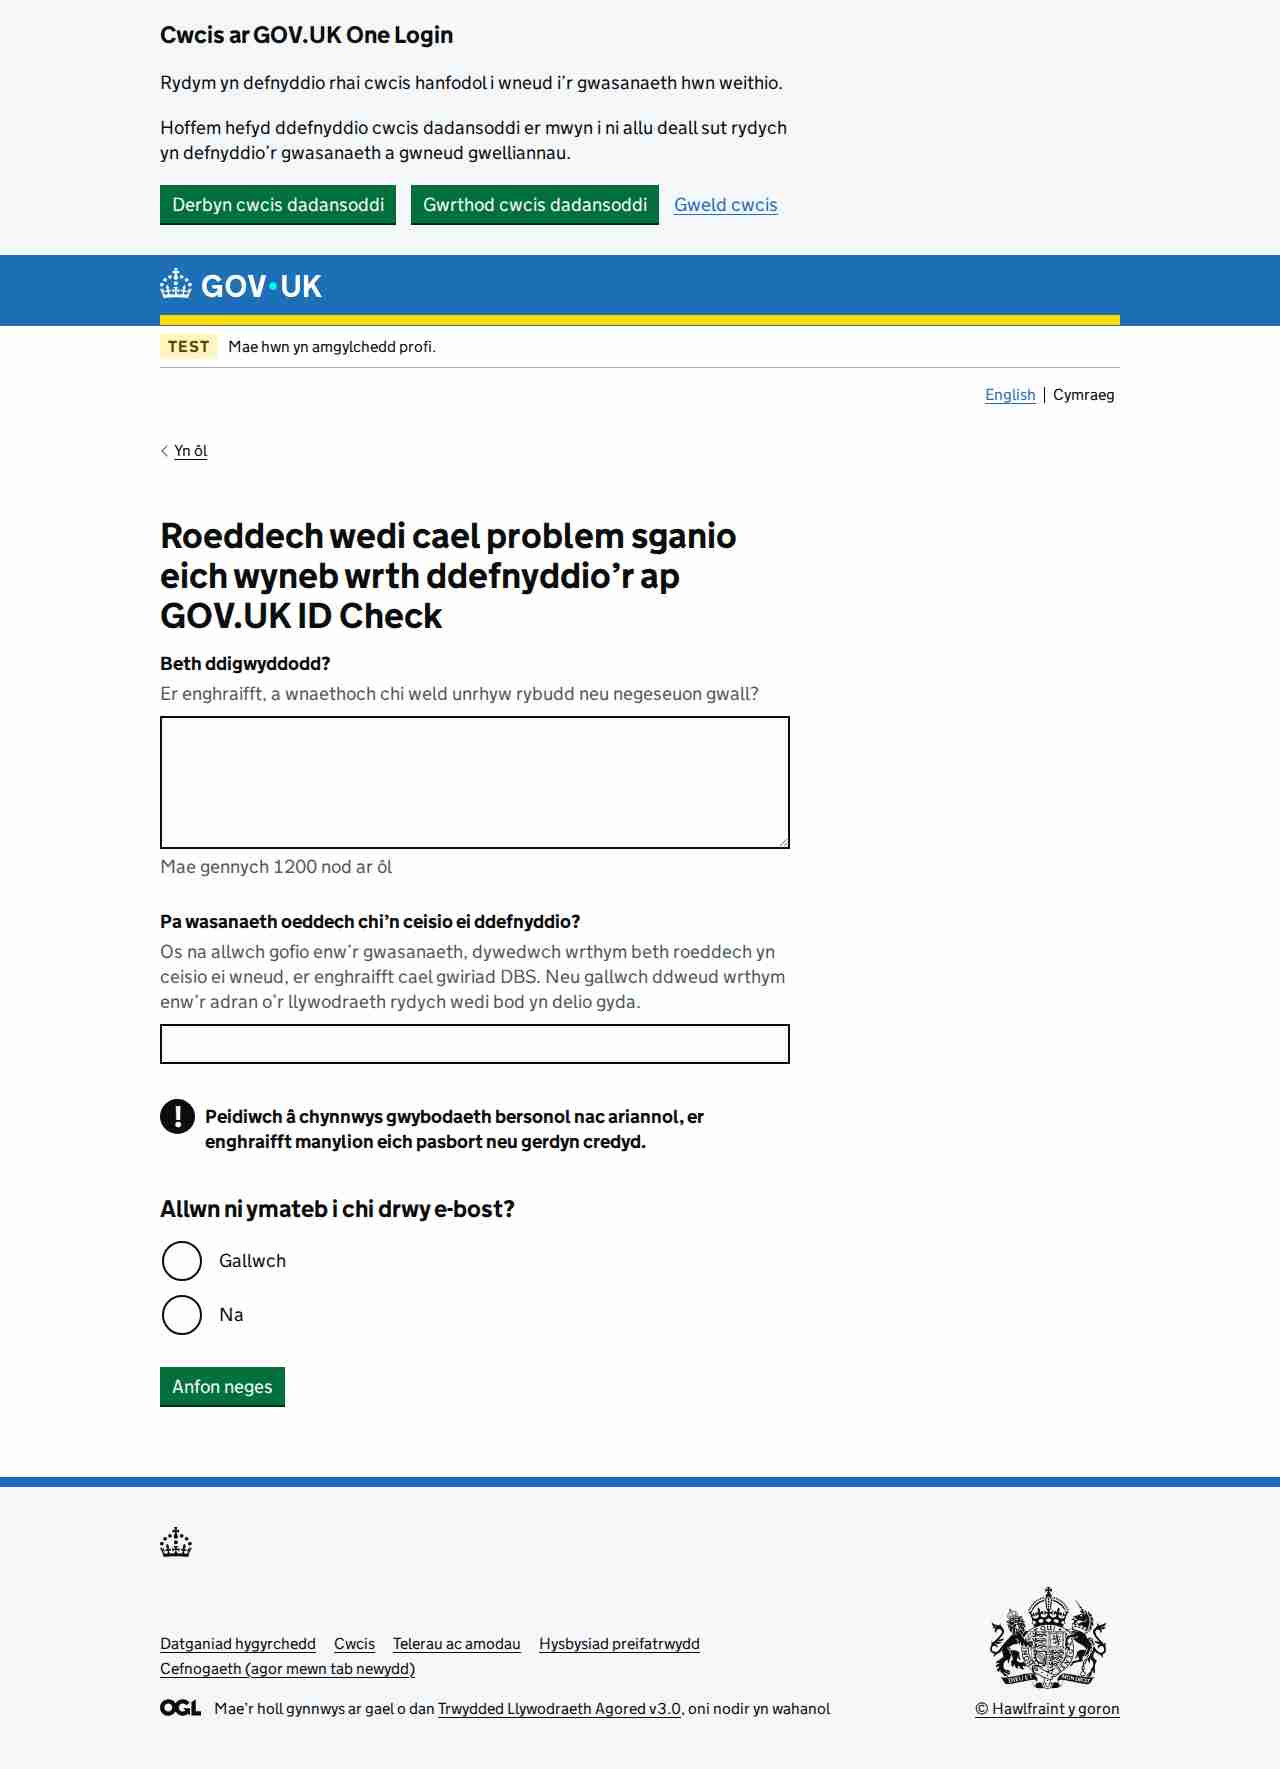 Cwcis ar GOV.UK One Login
Rydym yn defnyddio rhai cwcis hanfodol i wneud i’r gwasanaeth hwn weithio.
Hoffem hefyd ddefnyddio cwcis dadansoddi er mwyn i ni allu deall sut rydych
yn defnyddio’r gwasanaeth a gwneud gwelliannau.
Derbyn cwcis dadansoddi
Gwrthod cwcis dadansoddi
Gweld cwcis
GOV·UK
TEST
Mae hwn yn amgylchedd profi.
English
Cymraeg
Yn ôl
Roeddech wedi cael problem sganio
eich wyneb wrth ddefnyddio’r ap
GOV.UK ID Check
Beth ddigwyddodd?
Er enghraifft, a wnaethoch chi weld unrhyw rybudd neu negeseuon gwall?
Mae gennych 1200 nod ar ôl
Pa wasanaeth oeddech chi’n ceisio ei ddefnyddio?
Os na allwch gofio enw’r gwasanaeth, dywedwch wrthym beth roeddech yn
ceisio ei wneud, er enghraifft cael gwiriad DBS. Neu gallwch ddweud wrthym
enw’r adran o’r llywodraeth rydych wedi bod yn delio gyda.
Peidiwch â chynnwys gwybodaeth bersonol nac ariannol, er
enghraifft manylion eich pasbort neu gerdyn credyd.
Allwn ni ymateb i chi drwy e-bost?
Gallwch
Na
Anfon neges
Datganiad hygyrchedd
Cwcis
Telerau ac amodau
Hysbysiad preifatrwydd
Cefnogaeth (agor mewn tab newydd)
OGL
Mae’r holl gynnwys ar gael o dan Trwydded Llywodraeth Agored v3.0, oni nodir yn wahanol
© Hawlfraint y goron